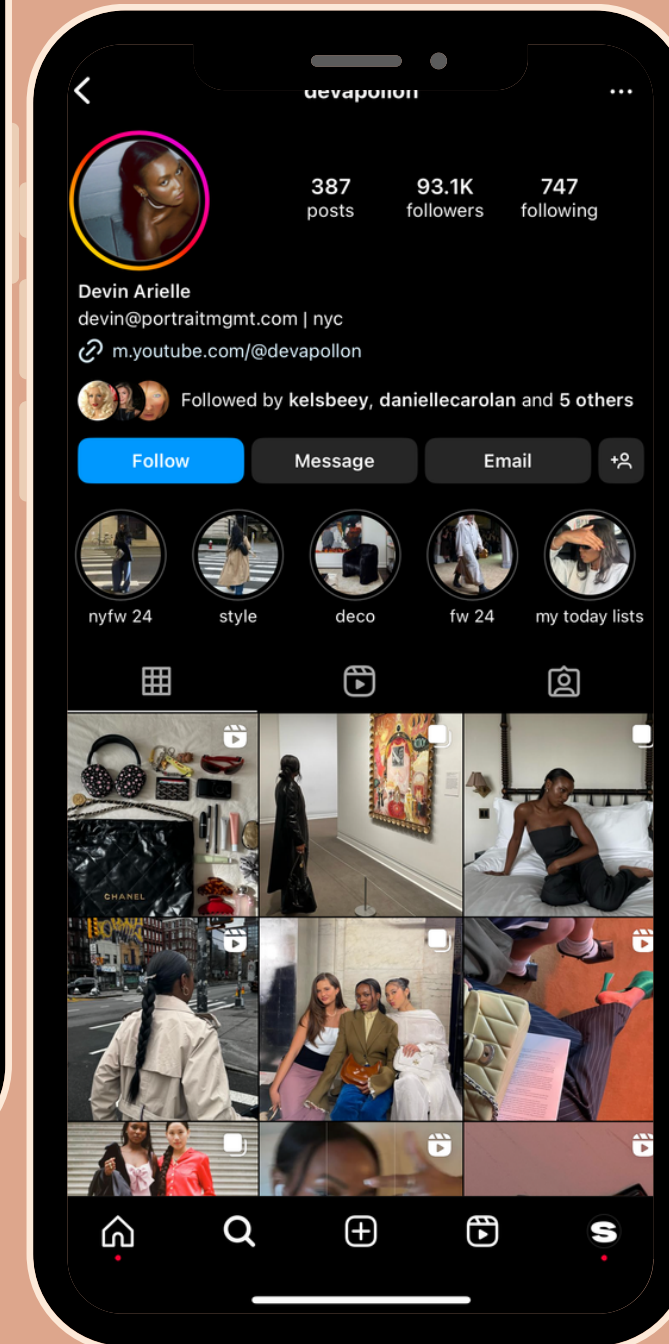 devapollon
387 93.1K 747
posts followers following
Devin Arielle
devin@portraitmgmt.com | nyc
m.youtube.com/@devapollon
Followed by kelsbeey, daniellecarolan and 5 others
Follow Message Email
nyfw 24 style deco fw 24 my today lists
CHANEL
S